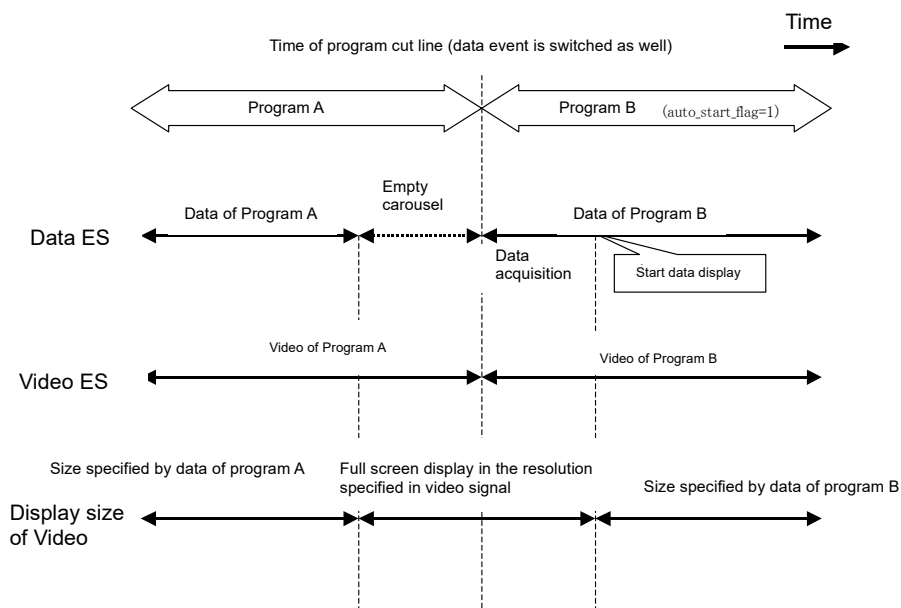 Time
Time of program cut line (data event is switched as well)
Program A
Program B
(auto_start_flag=1)
Empty
carousel
Data of Program A
Data of Program B
Data ES
Data
acquisition
Start data display
Video of Program A
Video of Program B
Video ES
Size specified by data of program A
Full screen display in the resolution
specified in video signal
Size specified by data of program B
Display size
of Video